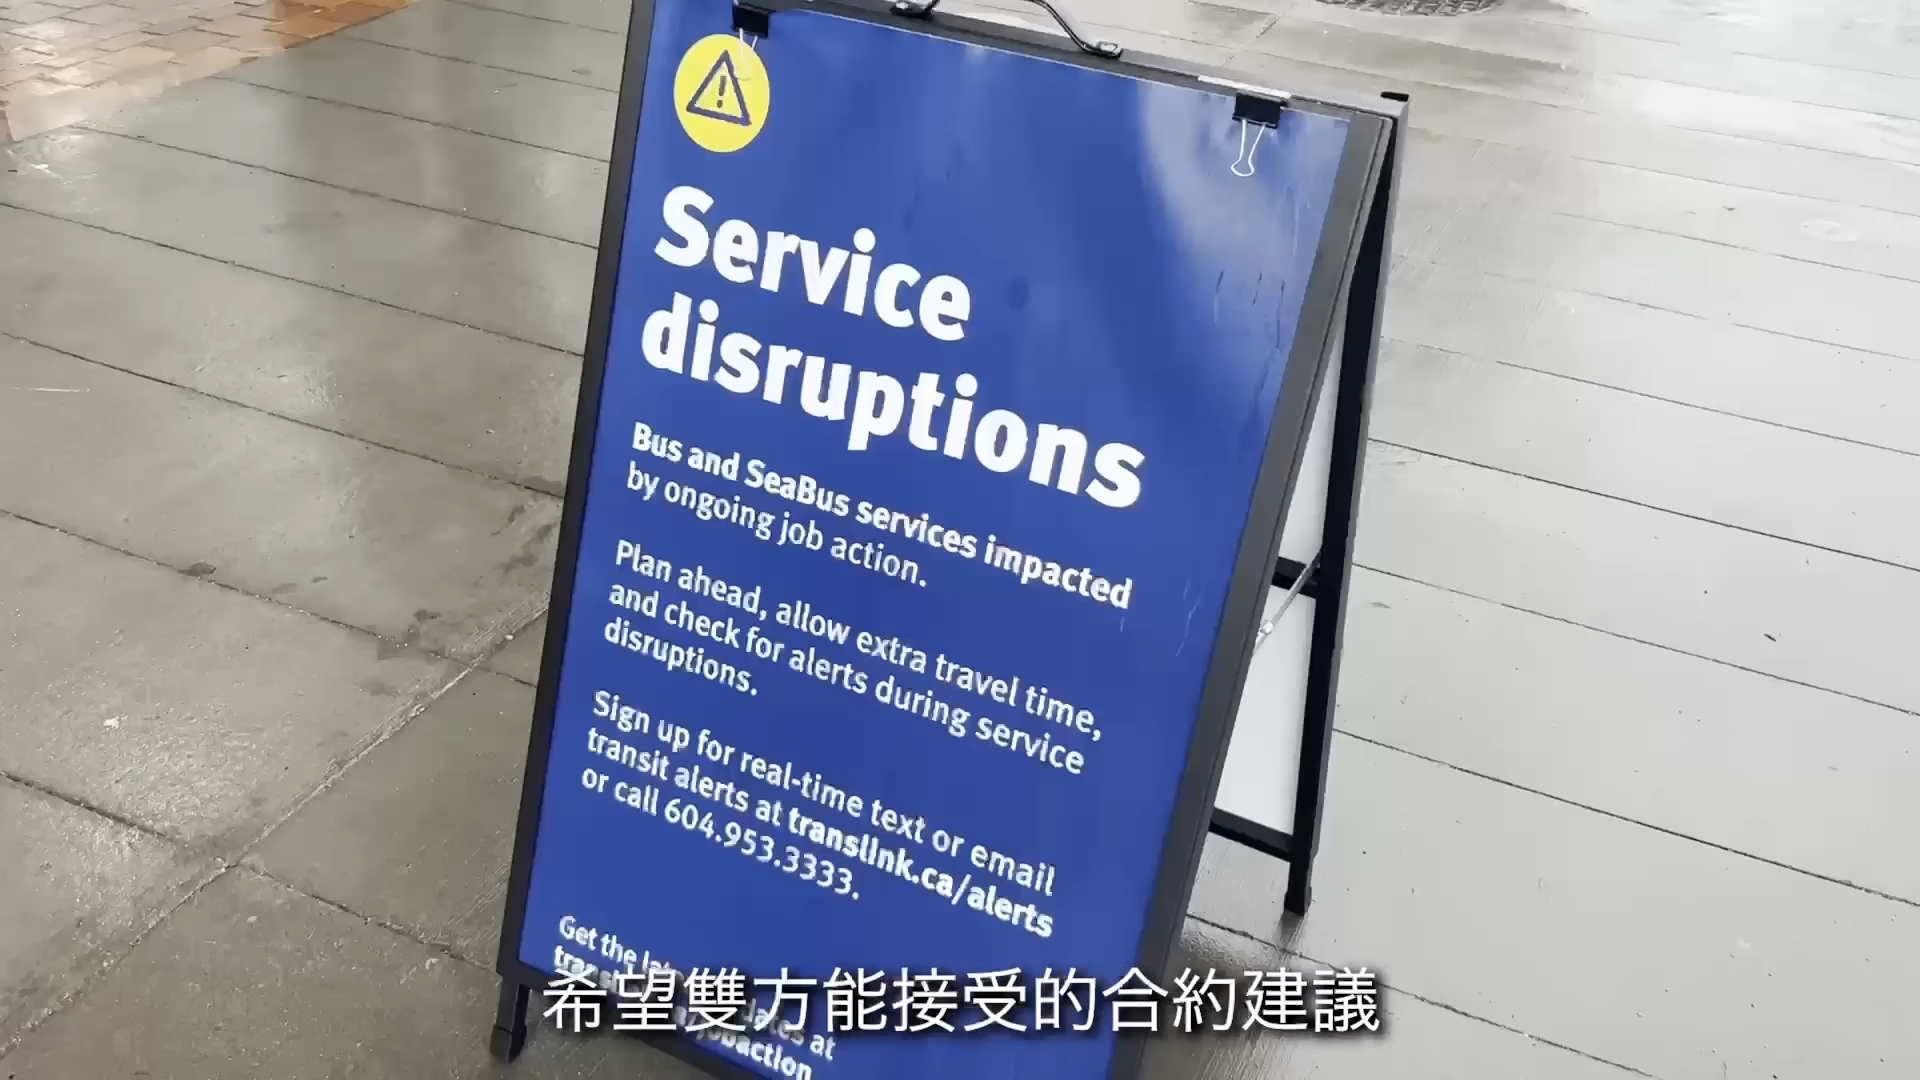 Service
disruptions
Bus and SeaBus services impacted
by ongoing job action.
Plan ahead, allow extra travel time,
and check for alerts during service
disruptions.
Sign up for real-time text or email
transit alerts at translink.ca/alerts
or call 604.953.3333.
Get the
at
希望雙方能接受的合約建議